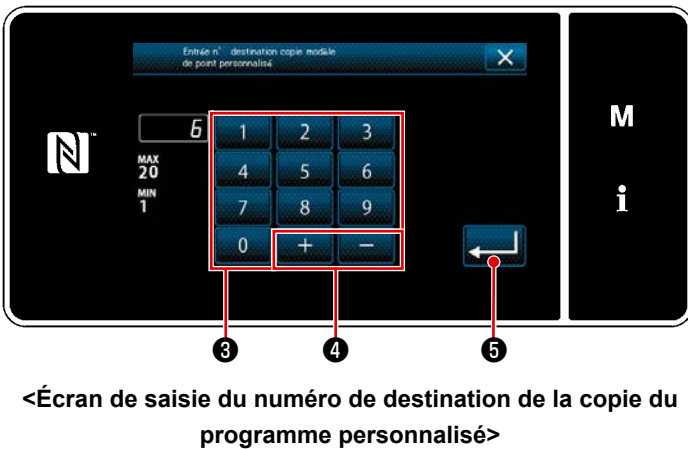 Entrée n° destination copie modèle
de point personnalisé
6
MAX
20
MIN
1
1 2 3
4 5 6
7 8 9
0 + −
N™
M
i
❸ ❹ ❺
<Écran de saisie du numéro de destination de la copie du
programme personnalisé>